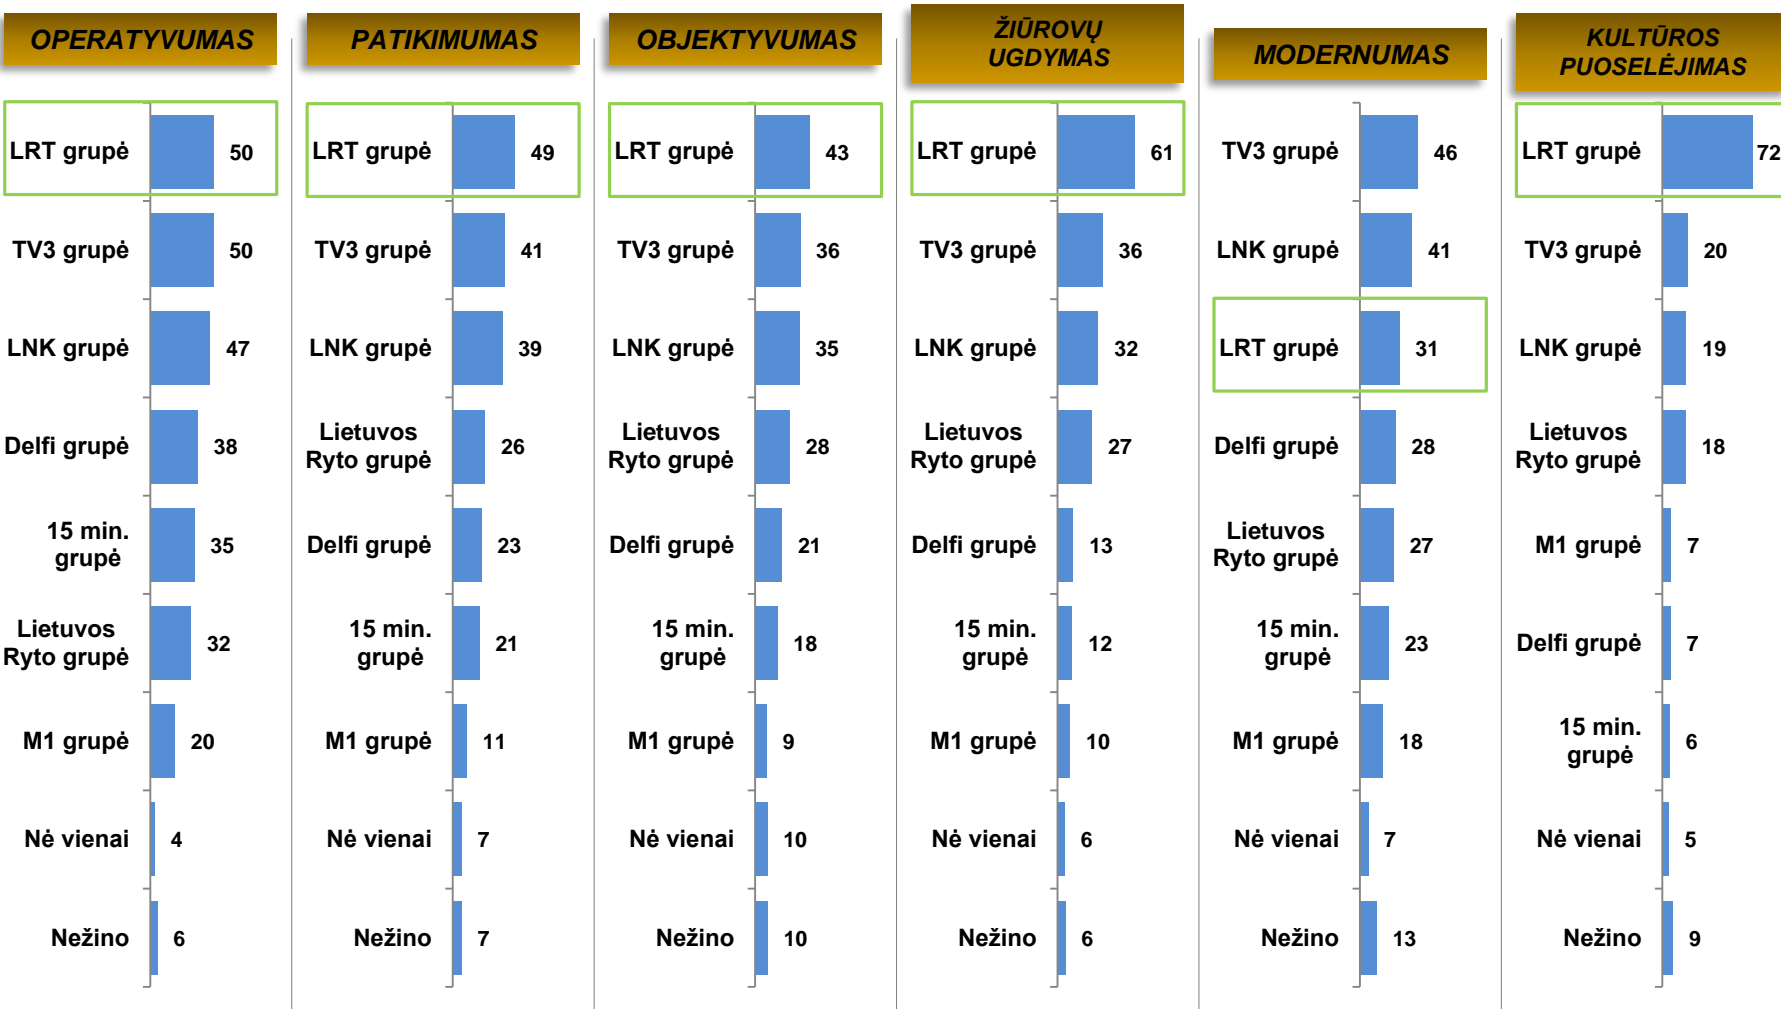 OPERATYVUMAS
LRT grupė 50
TV3 grupė 50
LNK grupė 47
Delfi grupė 38
15 min.
grupė 35
Lietuvos
Ryto grupė 32
M1 grupė 20
Nė vienai 4
Nežino 6
PATIKIMUMAS
LRT grupė 49
TV3 grupė 41
LNK grupė 39
Lietuvos
Ryto grupė 26
Delfi grupė 23
15 min.
grupė 21
M1 grupė 11
Nė vienai 7
Nežino 7
OBJEKTYVUMAS
LRT grupė 43
TV3 grupė 36
LNK grupė 35
Lietuvos
Ryto grupė 28
Delfi grupė 21
15 min.
grupė 18
M1 grupė 9
Nė vienai 10
Nežino 10
ŽIŪROVŲ
UGDYMAS
LRT grupė 61
TV3 grupė 36
LNK grupė 32
Lietuvos
Ryto grupė 27
Delfi grupė 13
15 min.
grupė 12
M1 grupė 10
Nė vienai 6
Nežino 6
MODERNUMAS
TV3 grupė 46
LNK grupė 41
LRT grupė 31
Delfi grupė 28
Lietuvos
Ryto grupė 27
15 min.
grupė 23
M1 grupė 18
Nė vienai 7
Nežino 13
KULTŪROS
PUOSELĖJIMAS
LRT grupė 72
TV3 grupė 20
LNK grupė 19
Lietuvos
Ryto grupė 18
M1 grupė 7
Delfi grupė 7
15 min.
grupė 6
Nė vienai 5
Nežino 9